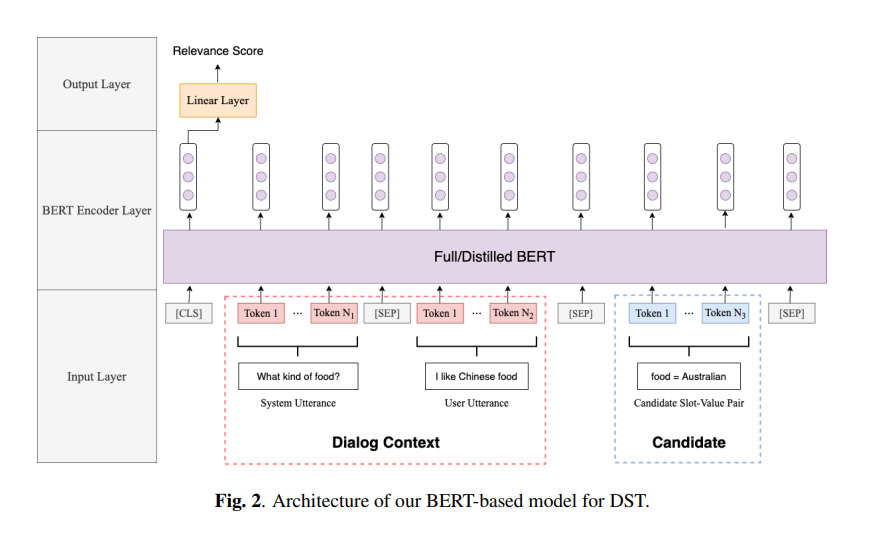 Relevance Score
Output Layer
Linear Layer
BERT Encoder Layer
Full/Distilled BERT
[CLS] Token 1 ... Token N1 [SEP] Token 1 ... Token N2 [SEP] Token 1 ... Token N3 [SEP]
Input Layer
What kind of food? I like Chinese food food = Australian
System Utterance User Utterance Candidate Slot-Value Pair
Dialog Context Candidate
Fig. 2. Architecture of our BERT-based model for DST.